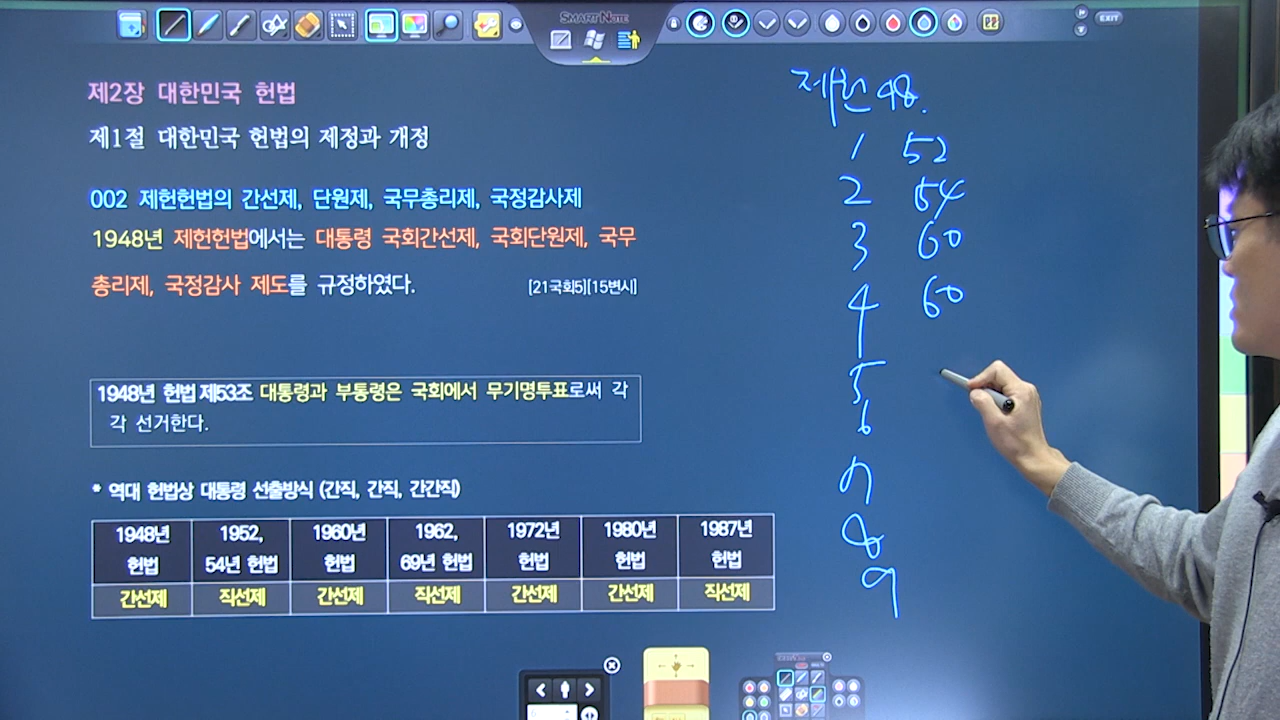 SMARTNOTE
EXIT
제2장 대한민국 헌법
제1절 대한민국 헌법의 제정과 개정
002 제헌헌법의 간선제, 단원제, 국무총리제, 국정감사제
1948년 제헌헌법에서는 대통령 국회간선제, 국회단원제, 국무
총리제, 국정감사 제도를 규정하였다. [21국회5][15변시]
1948년 헌법 제53조 대통령과 부통령은 국회에서 무기명투표로써 각
각 선거한다.
* 역대 헌법상 대통령 선출방식 (간직, 간직, 간간직)
1948년 1952, 1960년 1962, 1972년 1980년 1987년
헌법 54년 헌법 헌법 69년 헌법 헌법 헌법 헌법
간선제 직선제 간선제 직선제 간선제 간선제 직선제
제헌 48.
1 52
2 54
3 60
4 60
5
6
7
8
9